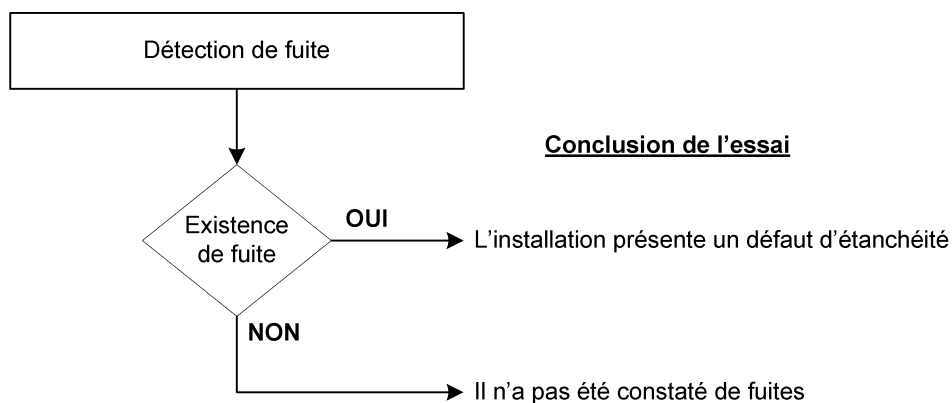 Détection de fuite
Conclusion de l’essai
Existence
de fuite
OUI
L’installation présente un défaut d’étanchéité
NON
Il n’a pas été constaté de fuites